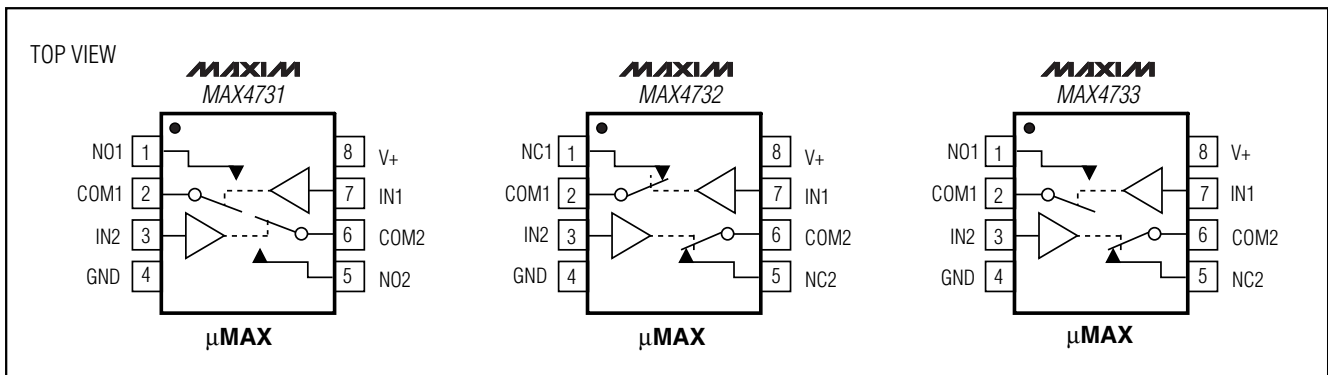 TOP VIEW
MAXIM
MAX4731
NO1 1 8 V+
COM1 2 7 IN1
IN2 3 6 COM2
GND 4 5 NO2
µMAX
MAXIM
MAX4732
NC1 1 8 V+
COM1 2 7 IN1
IN2 3 6 COM2
GND 4 5 NC2
µMAX
MAXIM
MAX4733
NO1 1 8 V+
COM1 2 7 IN1
IN2 3 6 COM2
GND 4 5 NC2
µMAX